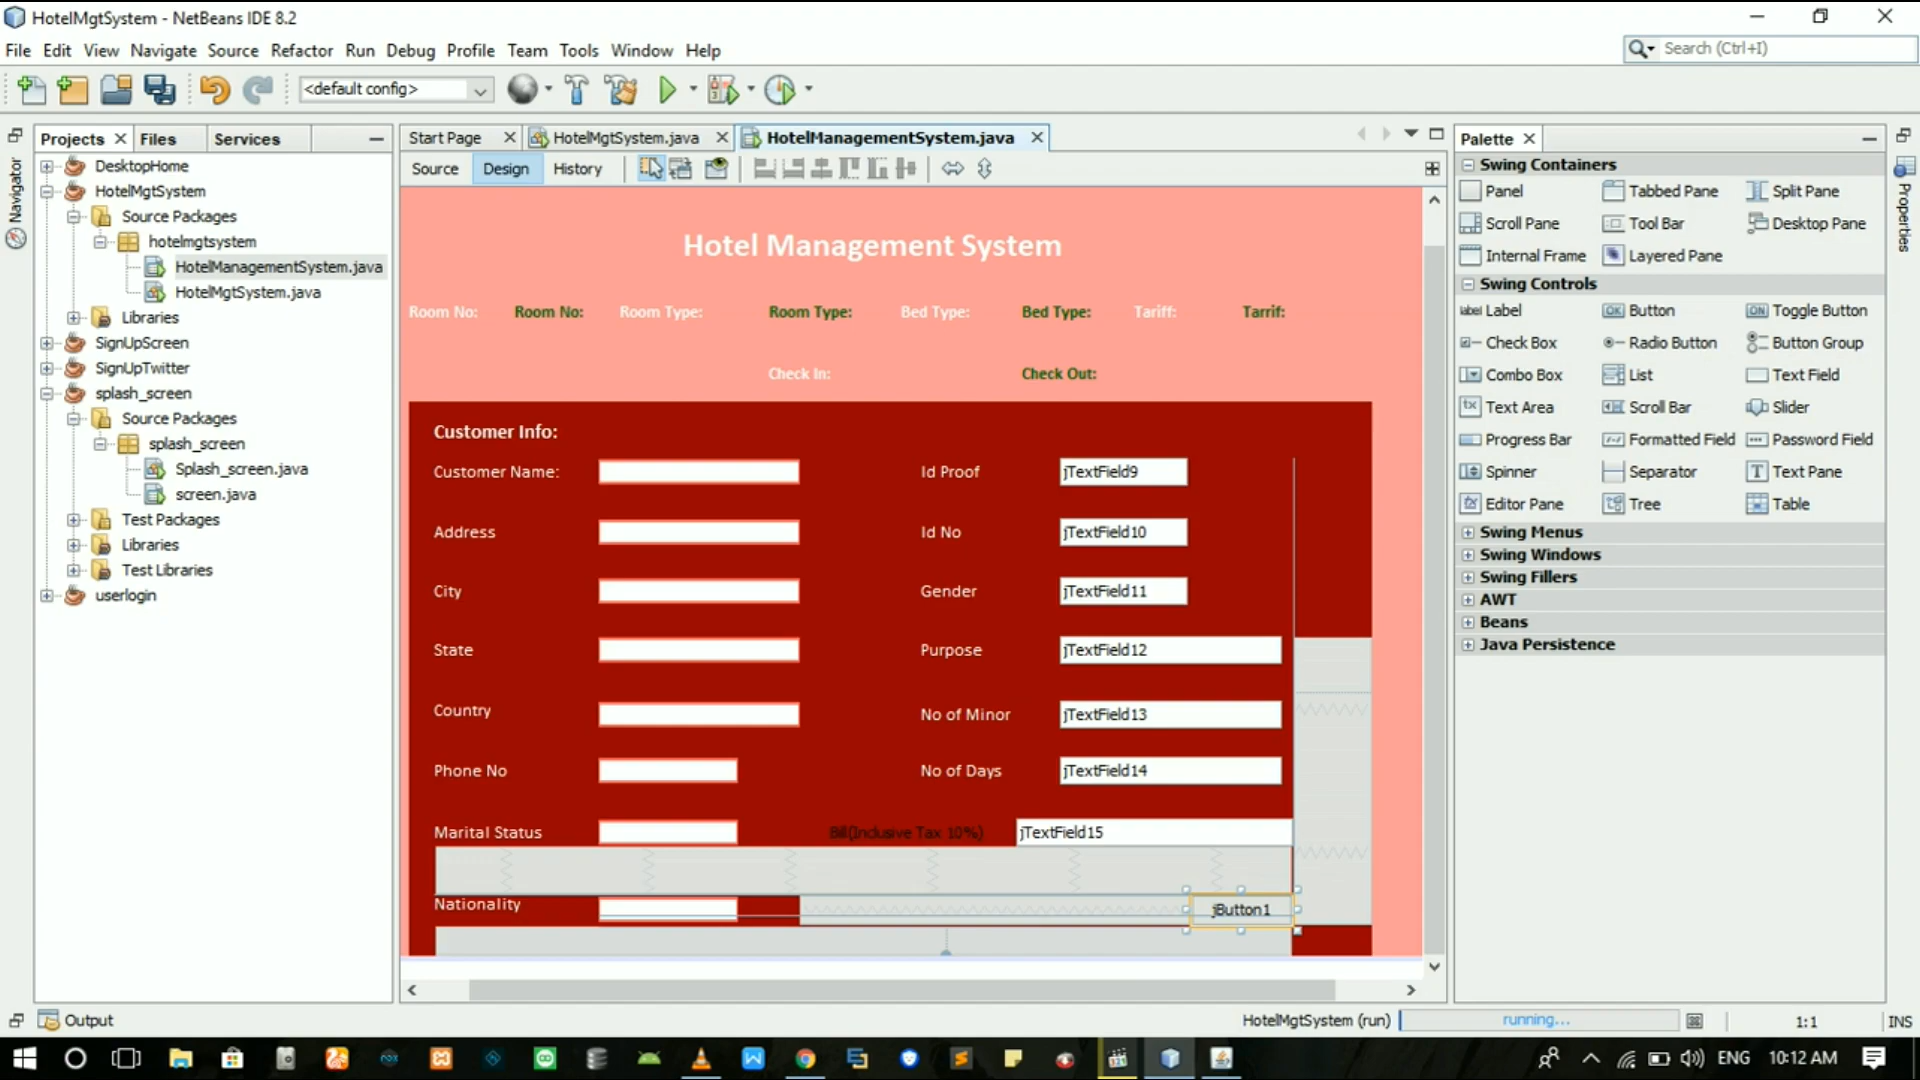 HotelMgtSystem - NetBeans IDE 8.2
File Edit View Navigate Source Refactor Run Debug Profile Team Tools Window Help
Search (Ctrl+I)
<default config>
Projects Files Services
Start Page HotelMgtSystem.java HotelManagementSystem.java
Palette
Source Design History
Navigator
Properties
DesktopHome
HotelMgtSystem
Source Packages
hotelmgtsystem
HotelManagementSystem.java
HotelMgtSystem.java
Libraries
SignUpScreen
SignUpTwitter
splash_screen
Source Packages
splash_screen
Splash_screen.java
screen.java
Test Packages
Libraries
Test Libraries
userlogin
Hotel Management System
Room No: Room No: Room Type: Room Type: Bed Type: Bed Type: Tariff: Tarrif:
Check In: Check Out:
Customer Info:
Customer Name: Id Proof jTextField9
Address Id No jTextField10
City Gender jTextField11
State Purpose jTextField12
Country No of Minor jTextField13
Phone No No of Days jTextField14
Marital Status Bill(Inclusive Tax 10%) jTextField15
Nationality jButton1
Swing Containers
Panel Tabbed Pane Split Pane
Scroll Pane Tool Bar Desktop Pane
Internal Frame Layered Pane
Swing Controls
label Label OK Button ON Toggle Button
Check Box Radio Button Button Group
Combo Box List Text Field
Text Area Scroll Bar Slider
Progress Bar Formatted Field Password Field
Spinner Separator Text Pane
Editor Pane Tree Table
Swing Menus
Swing Windows
Swing Fillers
AWT
Beans
Java Persistence
Output
HotelMgtSystem (run) running... 1:1 INS
ENG 10:12 AM